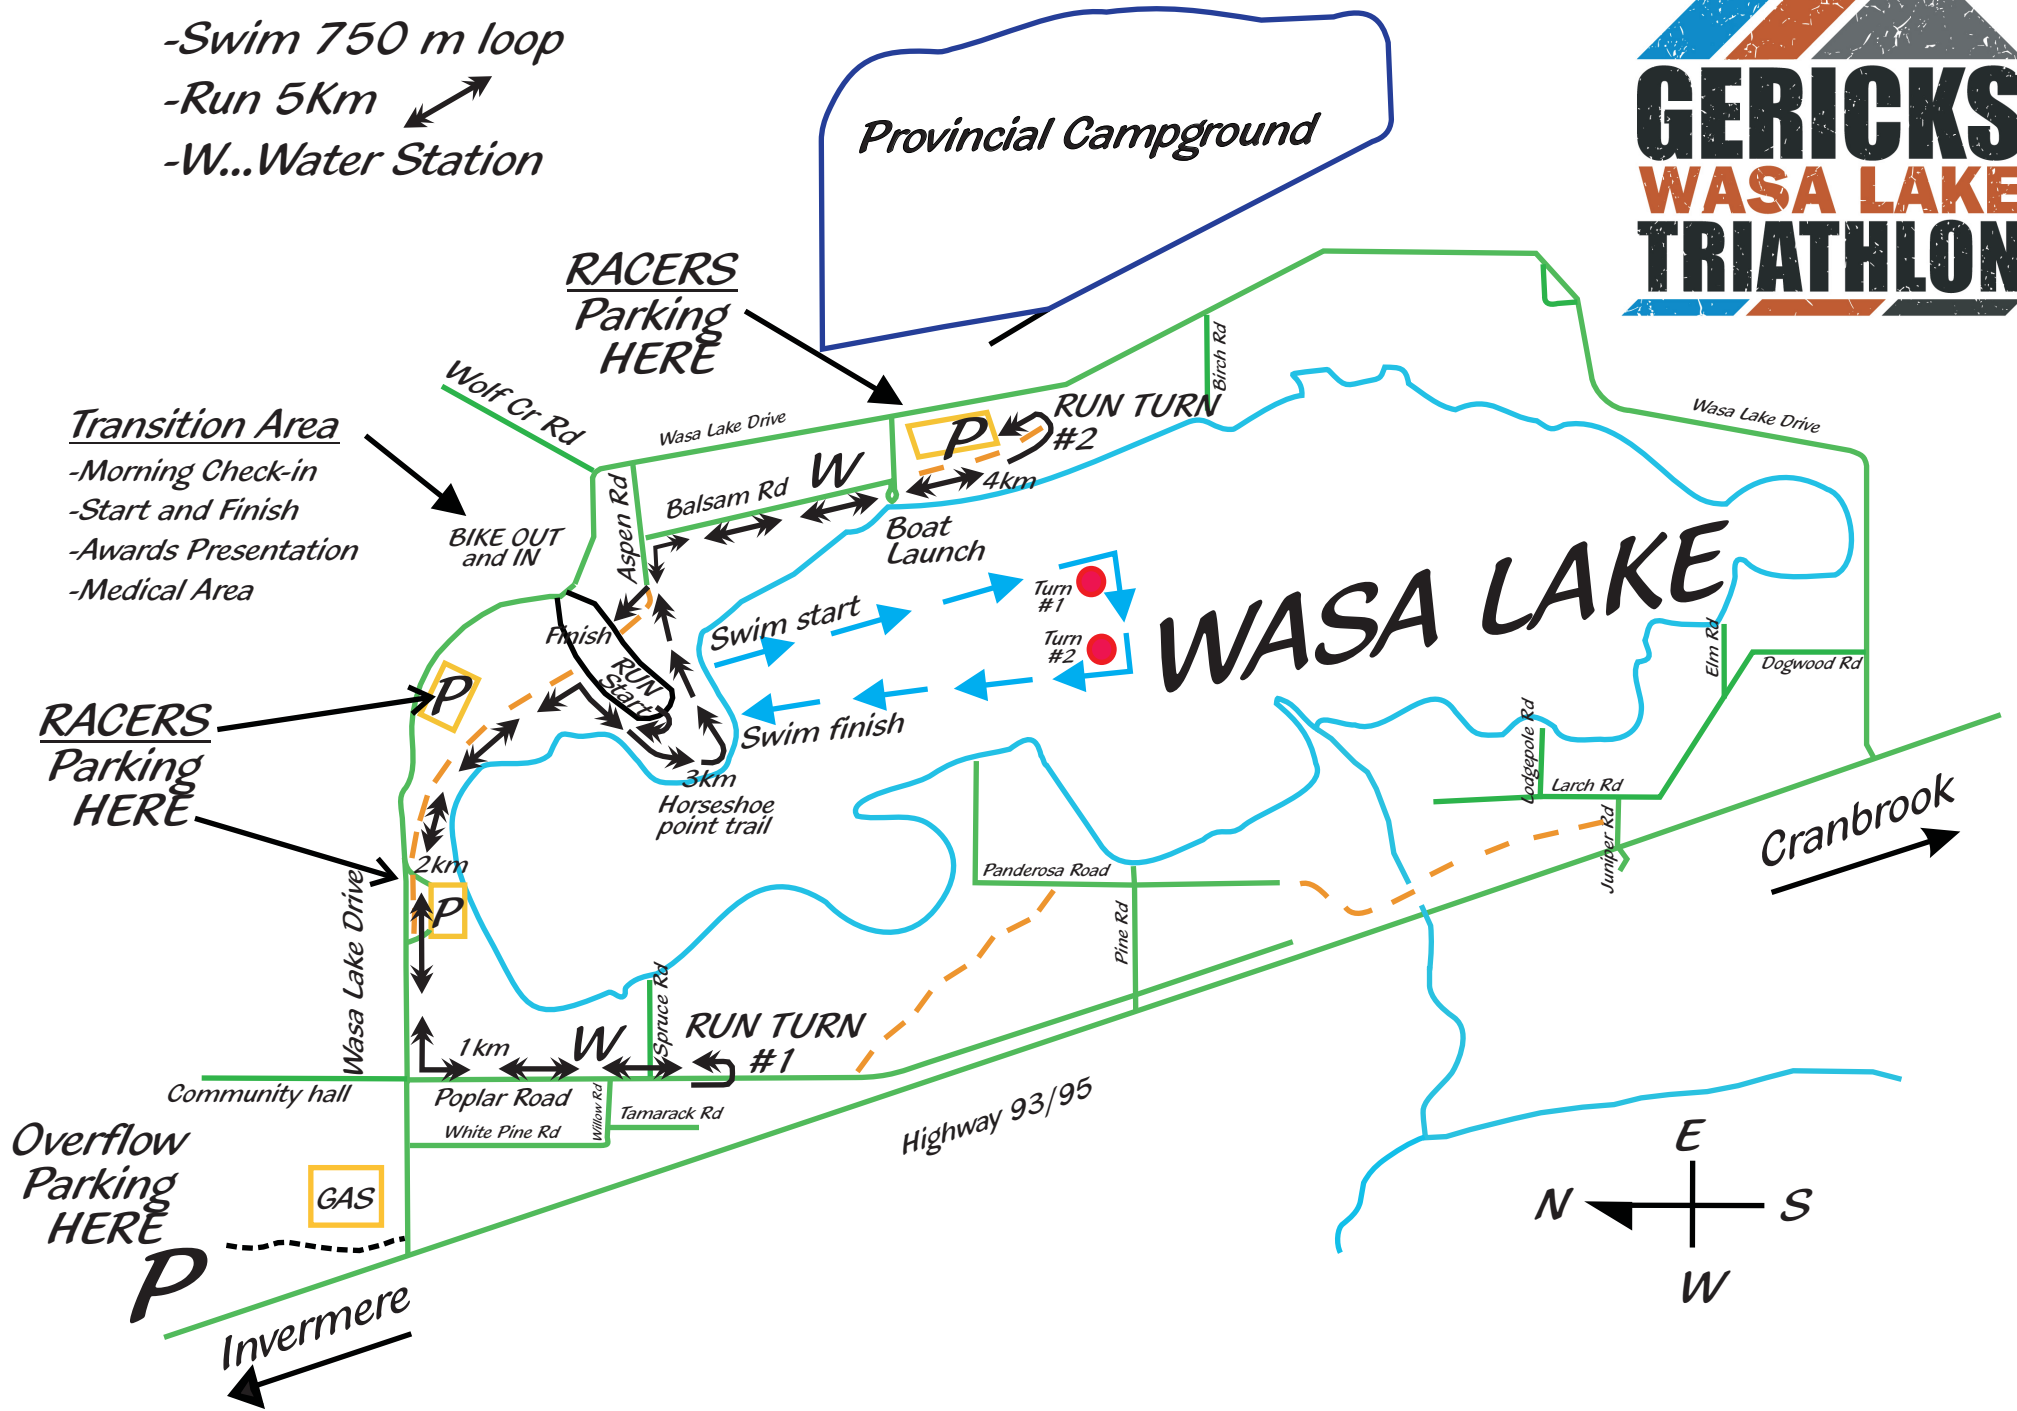 -Swim 750 m loop
-Run 5Km
-W...Water Station
GERICKS
WASA LAKE
TRIATHLON
Provincial Campground
RACERS
Parking
HERE
Wolf Cr Rd
Wasa Lake Drive
Birch Rd
RUN TURN
#2
P
4km
W
Balsam Rd
Aspen Rd
Wasa Lake Drive
Transition Area
-Morning Check-in
-Start and Finish
-Awards Presentation
-Medical Area
BIKE OUT
and IN
Boat
Launch
Swim start
Turn
#1
Turn
#2
WASA LAKE
Finish
RUN
Start
Swim finish
Elm Rd
Dogwood Rd
P
RACERS
Parking
HERE
3km
Horseshoe
point trail
Lodgepole Rd
Larch Rd
Juniper Rd
Cranbrook
2km
P
Wasa Lake Drive
Panderosa Road
Pine Rd
Spruce Rd
RUN TURN
#1
1km
W
Community hall
Poplar Road
Willow Rd
Tamarack Rd
White Pine Rd
Highway 93/95
Overflow
Parking
HERE
P
GAS
Invermere
E
N
S
W